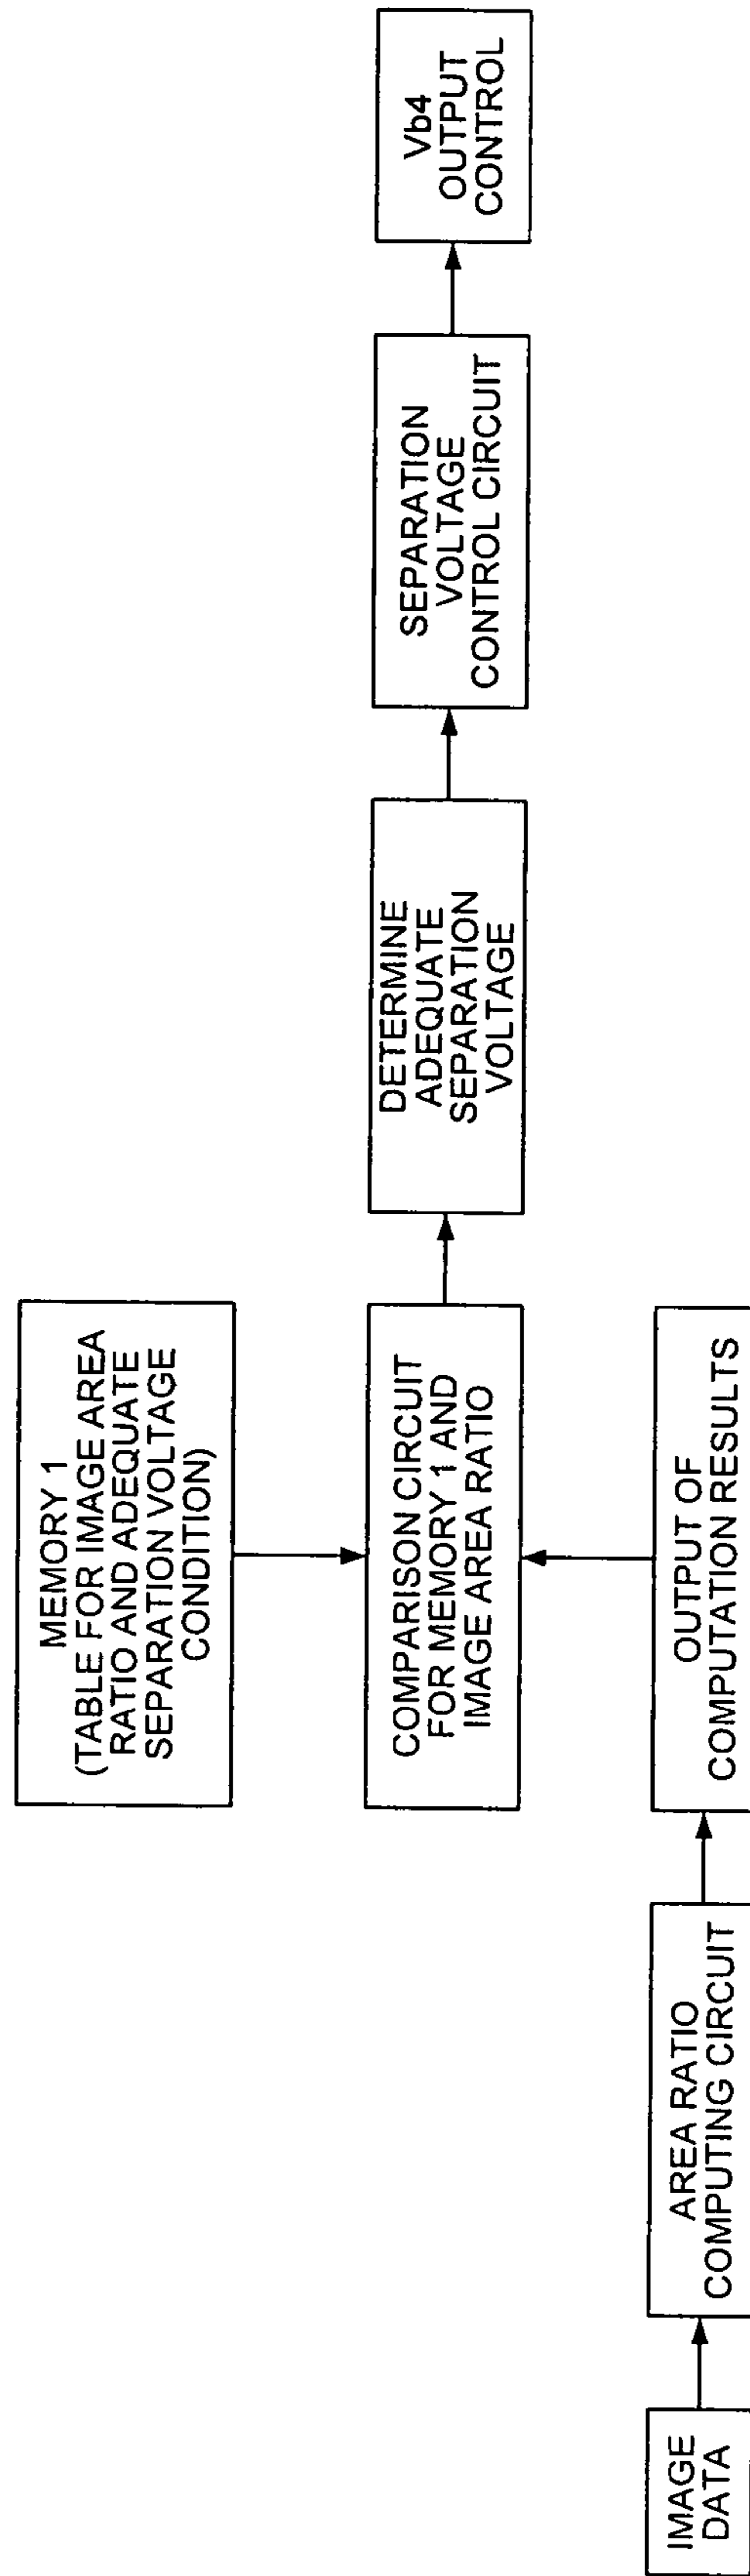 MEMORY 1
(TABLE FOR IMAGE AREA
RATIO AND ADEQUATE
SEPARATION VOLTAGE
CONDITION)
IMAGE
DATA
AREA RATIO
COMPUTING CIRCUIT
OUTPUT OF
COMPUTATION RESULTS
COMPARISON CIRCUIT
FOR MEMORY 1 AND
IMAGE AREA RATIO
DETERMINE
ADEQUATE
SEPARATION
VOLTAGE
SEPARATION
VOLTAGE
CONTROL CIRCUIT
Vb4
OUTPUT
CONTROL